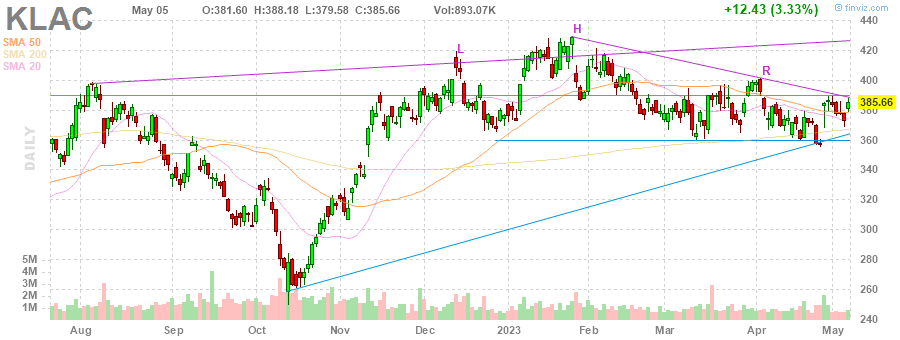 KLAC May 05 O:381.60 H:388.18 L:379.58 C:385.66 Vol:893.07K +12.43 (3.33%) © finviz.com
SMA 50
SMA 200
SMA 20
DAILY
L
H
R
440
420
400
385.66
380
360
340
320
300
280
260
240
5M
4M
3M
2M
1M
Aug Sep Oct Nov Dec 2023 Feb Mar Apr May